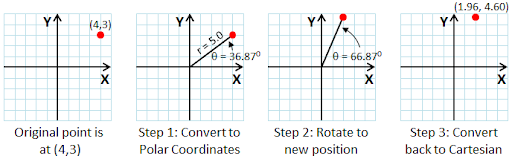 Y
(4,3)
X
Original point is
at (4,3)
Y
r = 5.0
θ = 36.87⁰
X
Step 1: Convert to
Polar Coordinates
Y
θ = 66.87⁰
X
Step 2: Rotate to
new position
(1.96, 4.60)
Y
X
Step 3: Convert
back to Cartesian